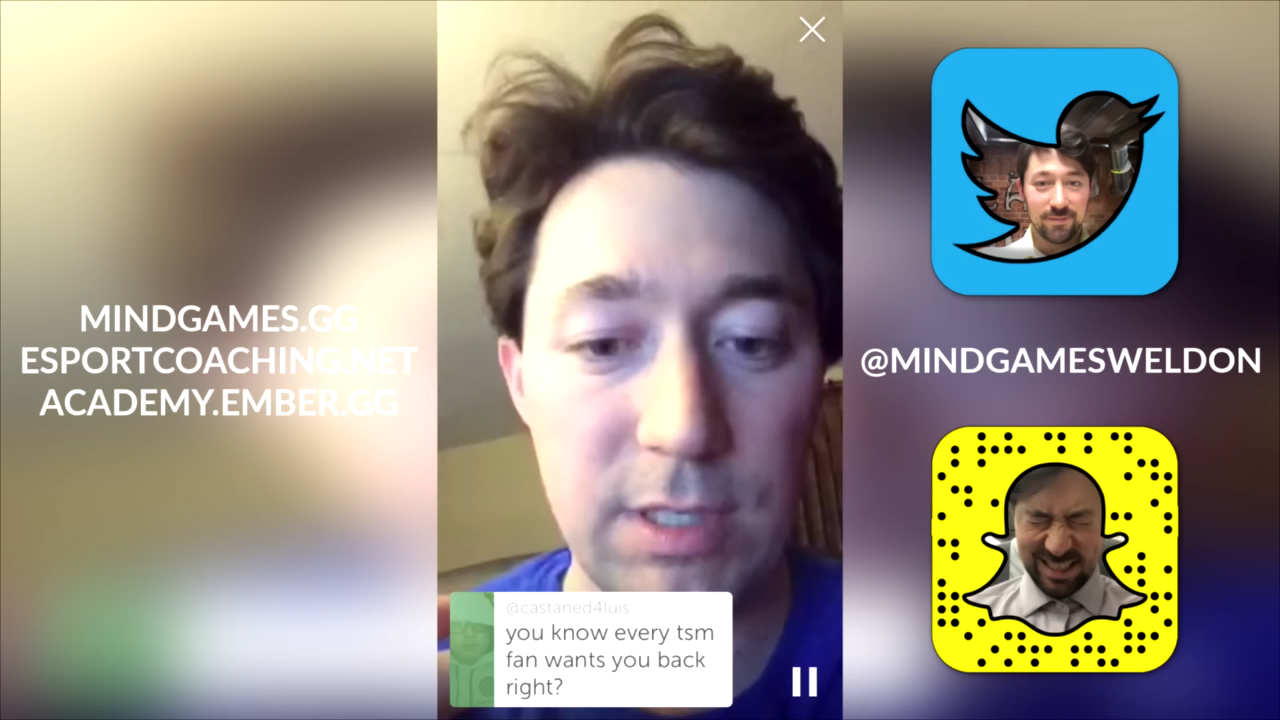 MINDGAMES.GG
ESPORTCOACHING.NET
ACADEMY.EMBER.GG
@castaned4luis
you know every tsm
fan wants you back
right?
@MINDGAMESWELDON